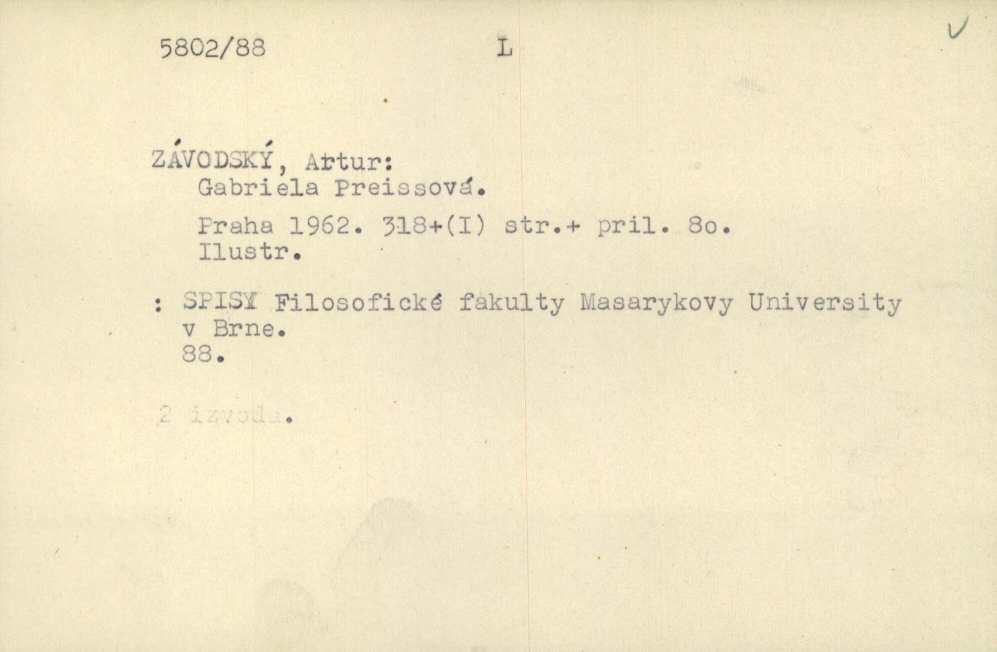 5802/88 L
ZÁVODSKÝ, Artur:
Gabriela Preissová.
Praha 1962. 318+(I) str.+ pril. 8o.
Ilustr.
: SPISY Filosofické fakulty Masarykovy University
v Brne.
88.
2 izvoda.